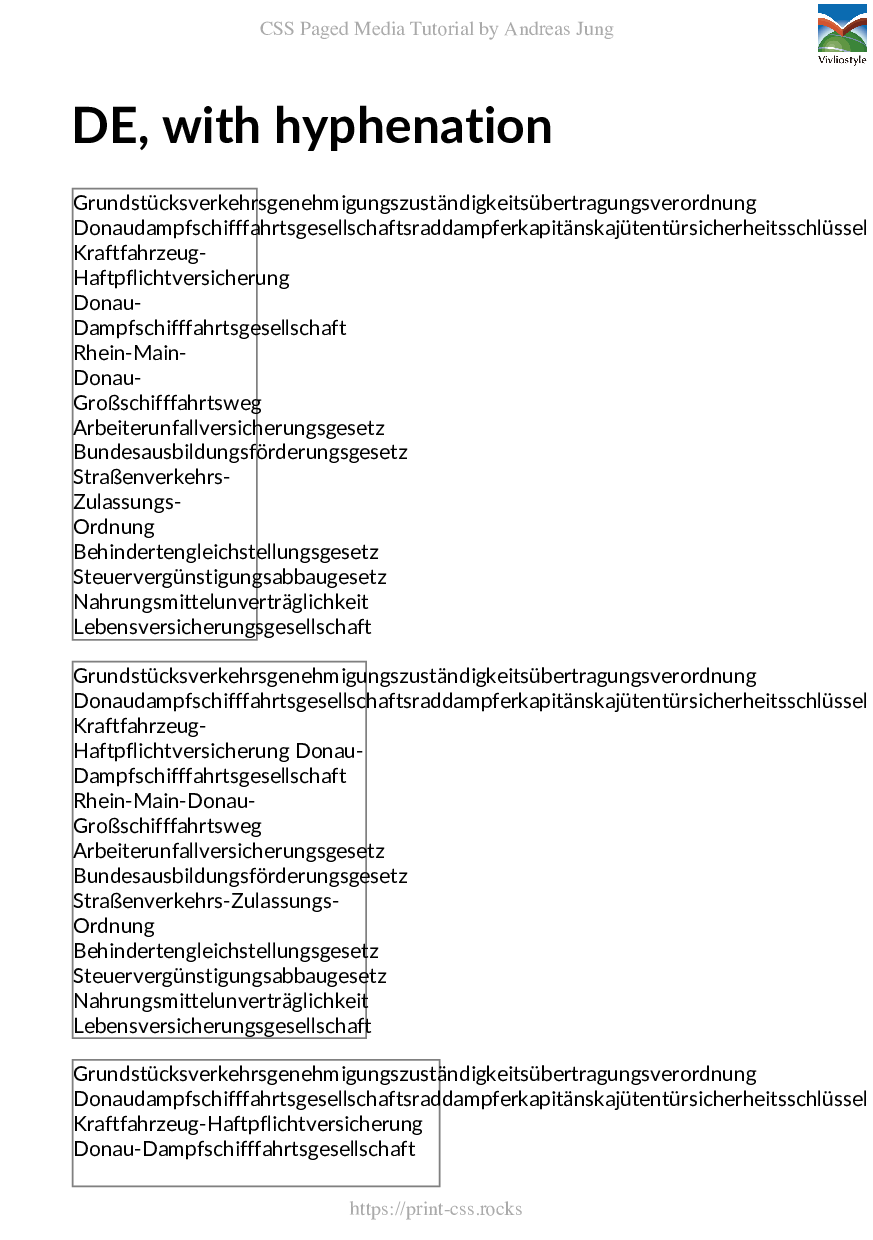 CSS Paged Media Tutorial by Andreas Jung
Vivliostyle
DE, with hyphenation
Grundstücksverkehrsgenehmigungszuständigkeitsübertragungsverordnung
Donaudampfschifffahrtsgesellschaftsraddampferkapitänskajütentürsicherheitsschlüssel
Kraftfahrzeug-
Haftpflichtversicherung
Donau-
Dampfschifffahrtsgesellschaft
Rhein-Main-
Donau-
Großschifffahrtsweg
Arbeiterunfallversicherungsgesetz
Bundesausbildungsförderungsgesetz
Straßenverkehrs-
Zulassungs-
Ordnung
Behindertengleichstellungsgesetz
Steuervergünstigungsabbaugesetz
Nahrungsmittelunverträglichkeit
Lebensversicherungsgesellschaft
Grundstücksverkehrsgenehmigungszuständigkeitsübertragungsverordnung
Donaudampfschifffahrtsgesellschaftsraddampferkapitänskajütentürsicherheitsschlüssel
Kraftfahrzeug-
Haftpflichtversicherung Donau-
Dampfschifffahrtsgesellschaft
Rhein-Main-Donau-
Großschifffahrtsweg
Arbeiterunfallversicherungsgesetz
Bundesausbildungsförderungsgesetz
Straßenverkehrs-Zulassungs-
Ordnung
Behindertengleichstellungsgesetz
Steuervergünstigungsabbaugesetz
Nahrungsmittelunverträglichkeit
Lebensversicherungsgesellschaft
Grundstücksverkehrsgenehmigungszuständigkeitsübertragungsverordnung
Donaudampfschifffahrtsgesellschaftsraddampferkapitänskajütentürsicherheitsschlüssel
Kraftfahrzeug-Haftpflichtversicherung
Donau-Dampfschifffahrtsgesellschaft
https://print-css.rocks